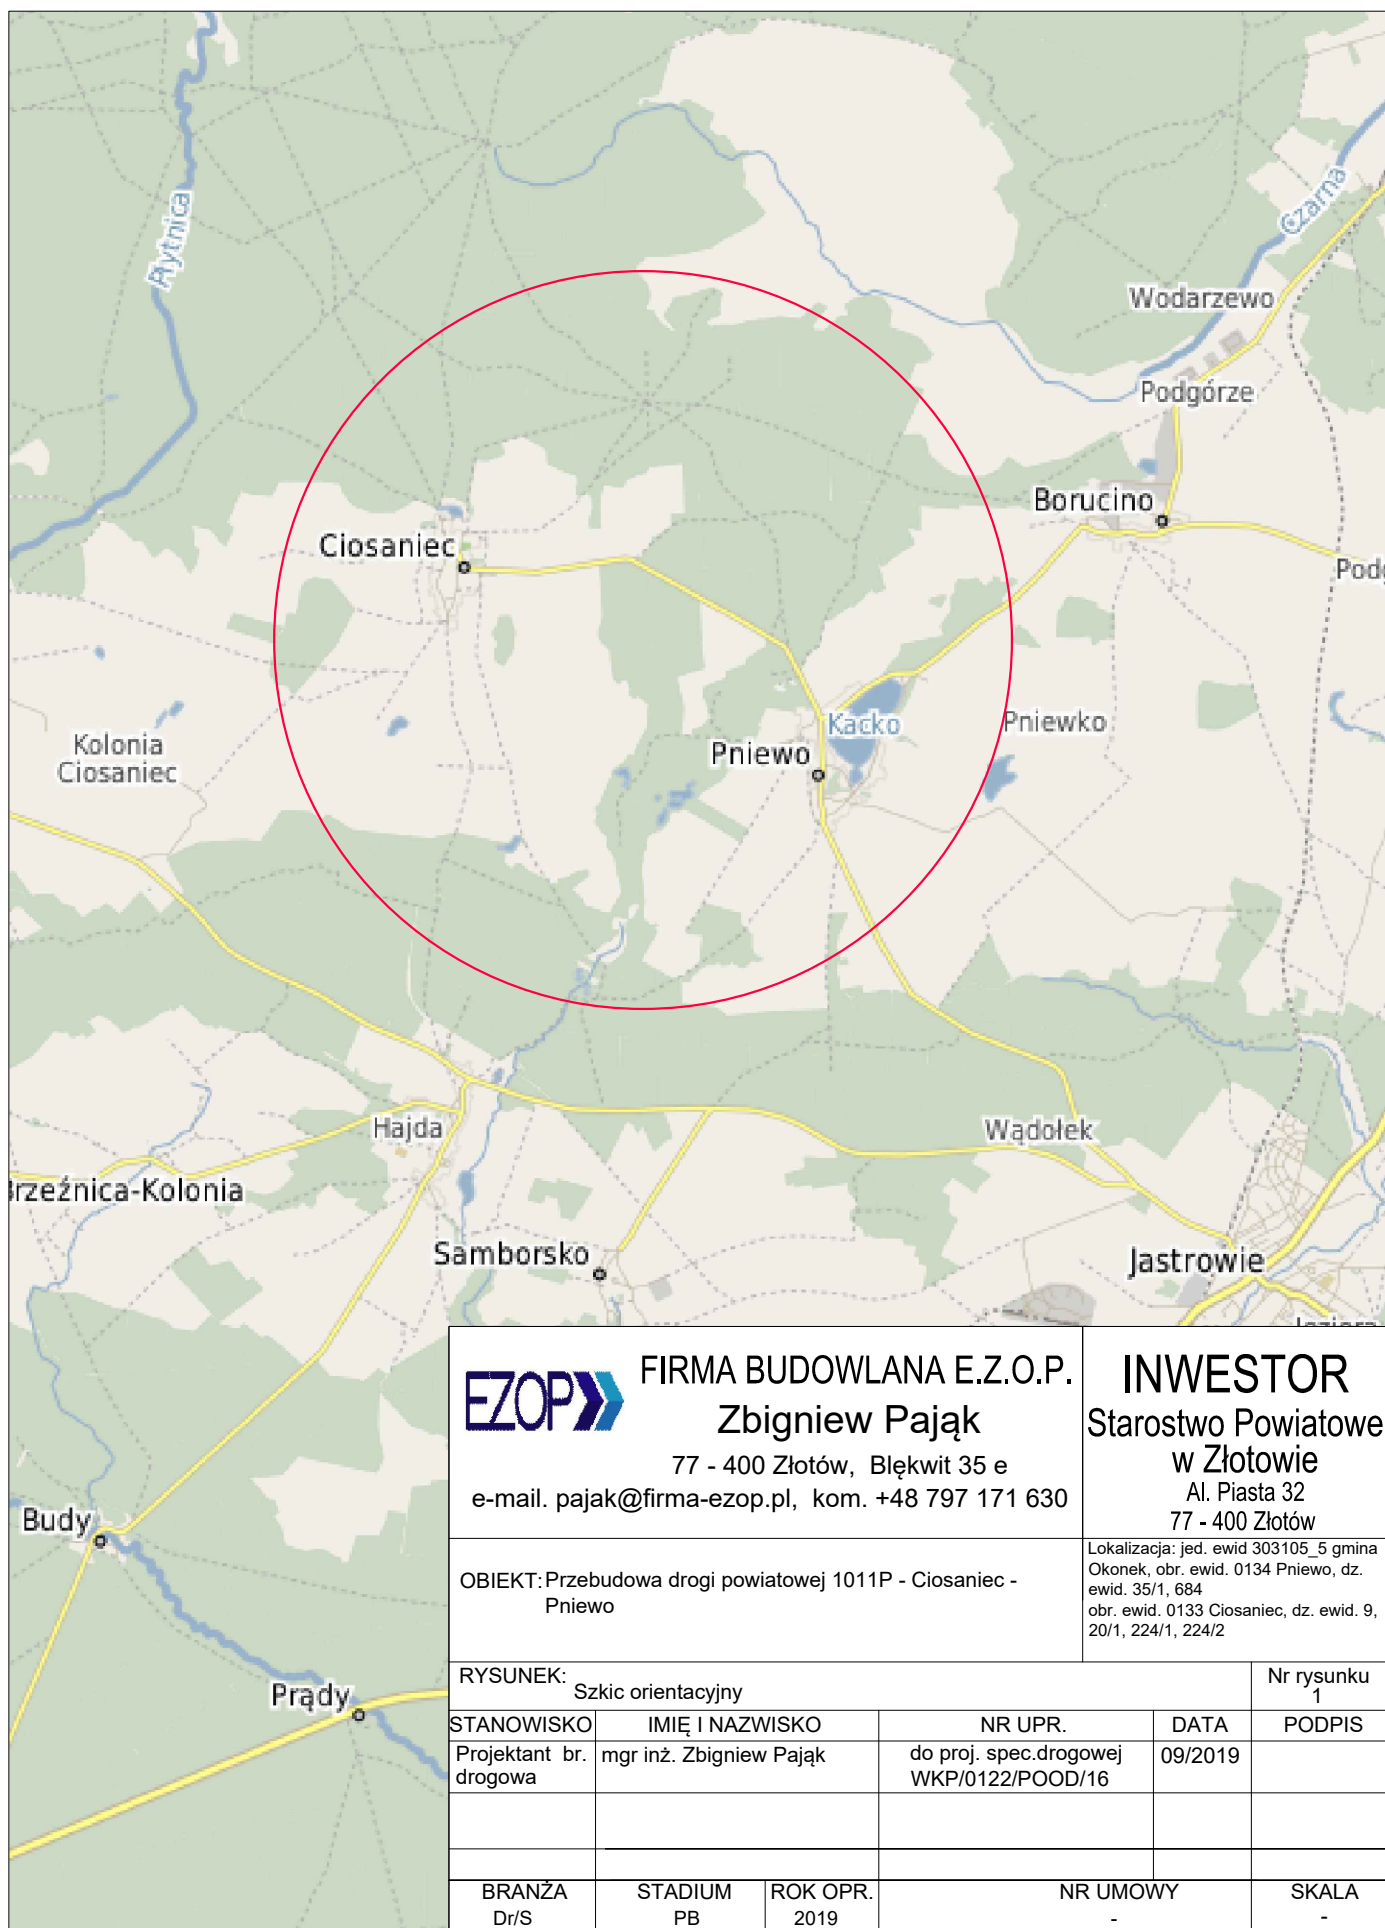 Płytnica
Czarna
Wodarzewo
Podgórze
Borucino
Ciosaniec
Kacko
Pniewko
Kolonia
Ciosaniec
Pniewo
Hajda
Wądołek
Brzeźnica-Kolonia
Samborsko
Jastrowie
Budy
Prądy
EZOP
FIRMA BUDOWLANA E.Z.O.P.
Zbigniew Pająk
77 - 400 Złotów, Blękwit 35 e
e-mail. pajak@firma-ezop.pl, kom. +48 797 171 630
INWESTOR
Starostwo Powiatowe
w Złotowie
Al. Piasta 32
77 - 400 Złotów
OBIEKT: Przebudowa drogi powiatowej 1011P - Ciosaniec -
Pniewo
Lokalizacja: jed. ewid 303105_5 gmina
Okonek, obr. ewid. 0134 Pniewo, dz.
ewid. 35/1, 684
obr. ewid. 0133 Ciosaniec, dz. ewid. 9,
20/1, 224/1, 224/2
RYSUNEK: Szkic orientacyjny
Nr rysunku
1
STANOWISKO IMIĘ I NAZWISKO NR UPR. DATA PODPIS
Projektant br. drogowa mgr inż. Zbigniew Pająk do proj. spec.drogowej WKP/0122/POOD/16 09/2019
BRANŻA STADIUM ROK OPR. NR UMOWY SKALA
Dr/S PB 2019 - -